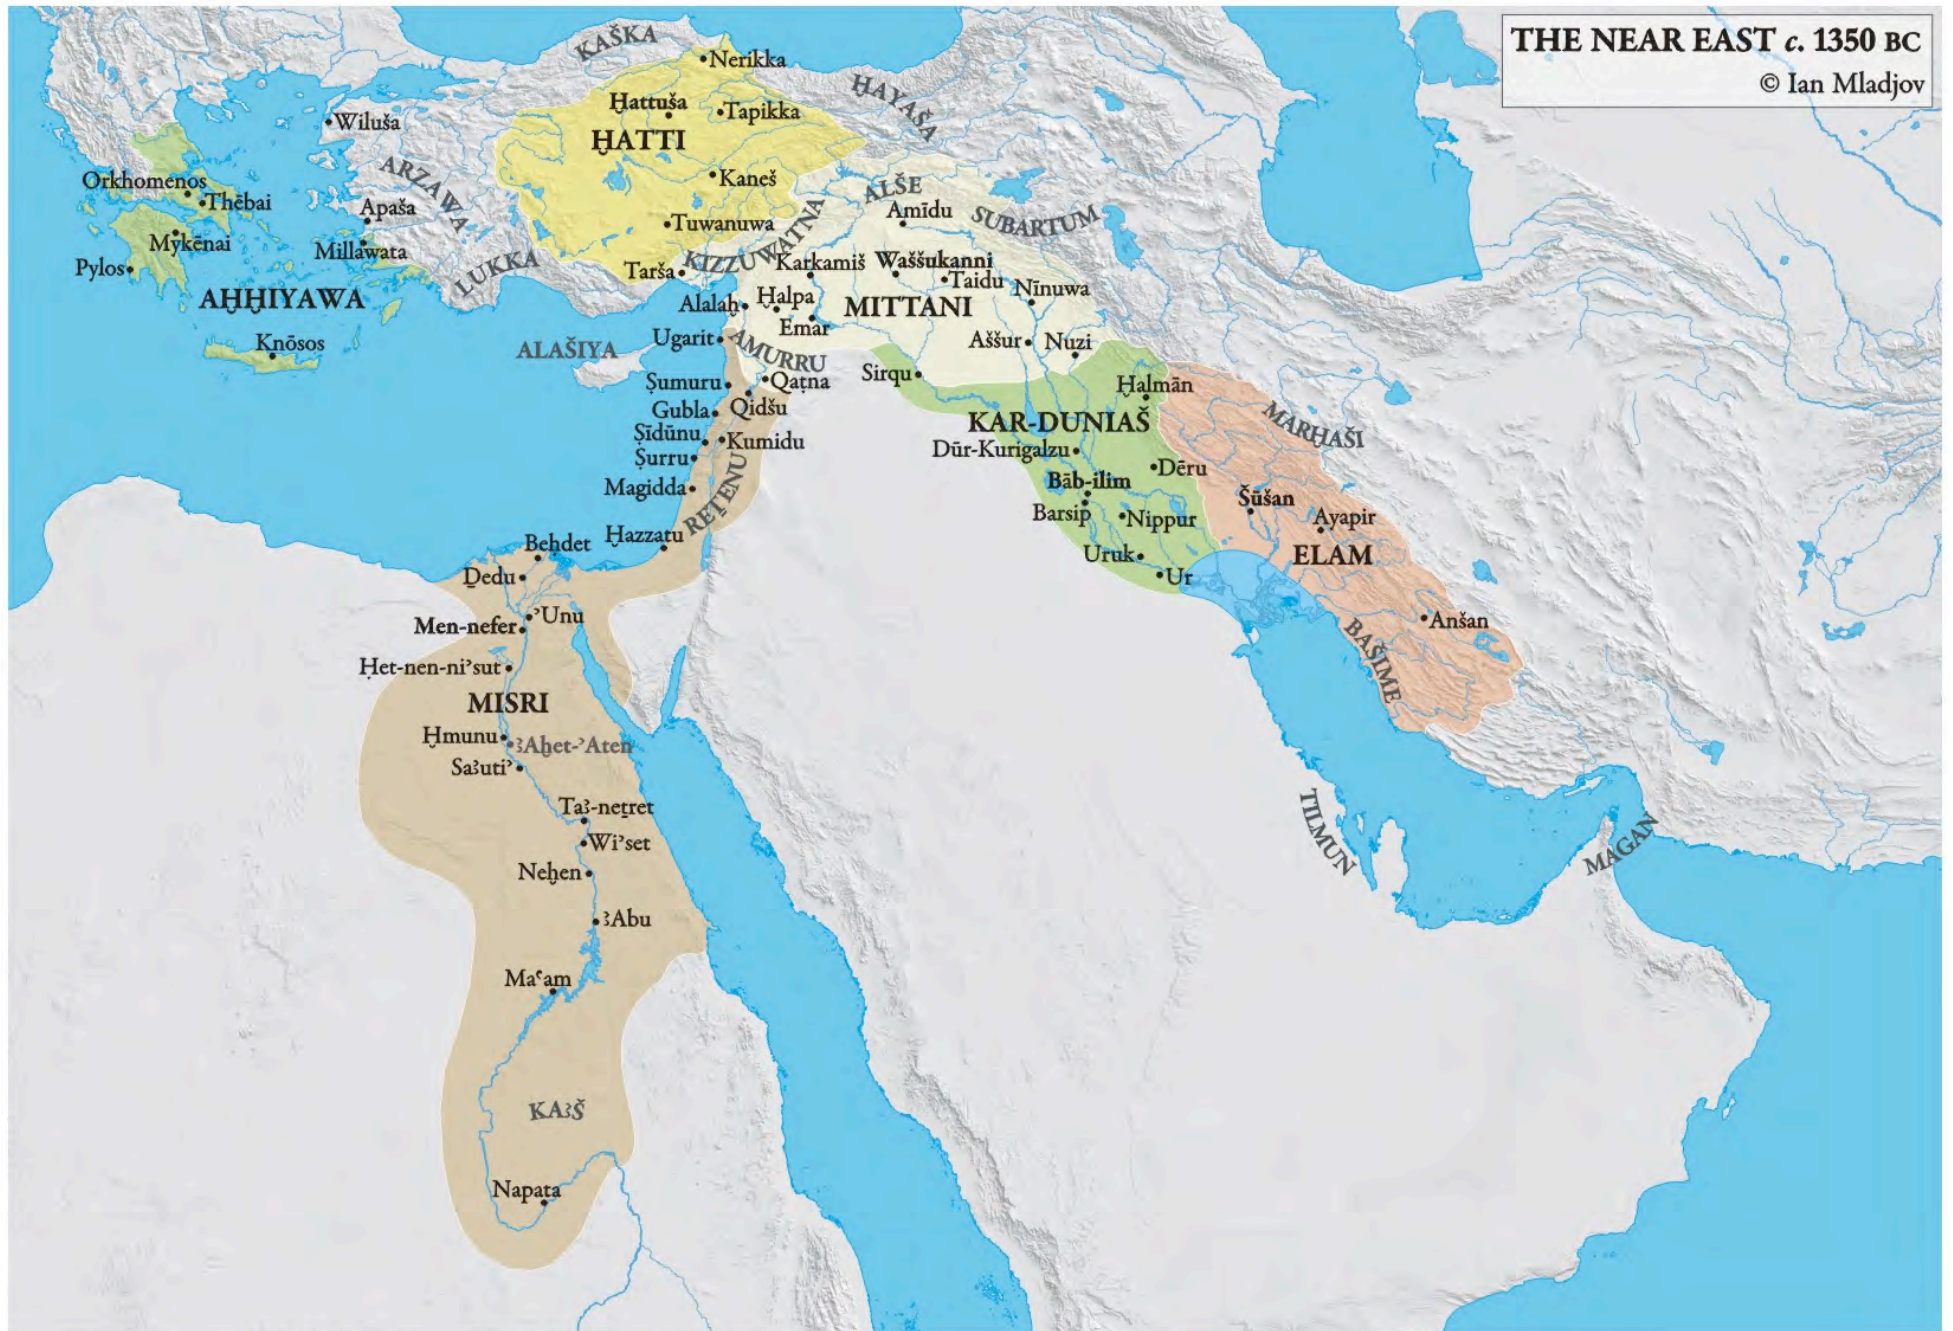 THE NEAR EAST c. 1350 BC
© Ian Mladjov
KAŠKA
Nerikka
ḪAYAŠA
Ḫattuša
Tapikka
ḪATTI
Wiluša
ARZAWA
Kaneš
Orkhomenos
Thēbai
Apaša
Tuwanuwa
ALŠE
Amīdu
SUBARTUM
Mykēnai
Millawata
Pylos
LUKKA
Tarša
KIZZUWATNA
Karkamiš
Waššukanni
Taidu
Nīnuwa
AḪḪIYAWA
Alalaḫ
Ḫalpa
MITTANI
Emar
Knōsos
ALAŠIYA
Ugarit
AMURRU
Aššur
Nuzi
Sirqu
Ṣumuru
Qaṭna
Ḫalmān
Gubla
Qidšu
KAR-DUNIAŠ
MARḪAŠI
Ṣīdūnu
Kumidu
Dūr-Kurigalzu
Ṣurru
Dēru
Magidda
REṮENU
Bāb-ilim
Šūšan
Barsip
Nippur
Ayapir
Ḫazzatu
Behdet
Uruk
ELAM
Ḏedu
Ur
Men-nefer
ʾUnu
Anšan
BAŠIME
Ḥet-nen-niʾsut
MISRI
Ḫmunu
ꜣAḫet-ʾAten
Saꜣutiʾ
Taꜣ-neṯret
TILMUN
MAGAN
Wiʾset
Neḫen
ꜣAbu
Maʿam
KAꜣŠ
Napata